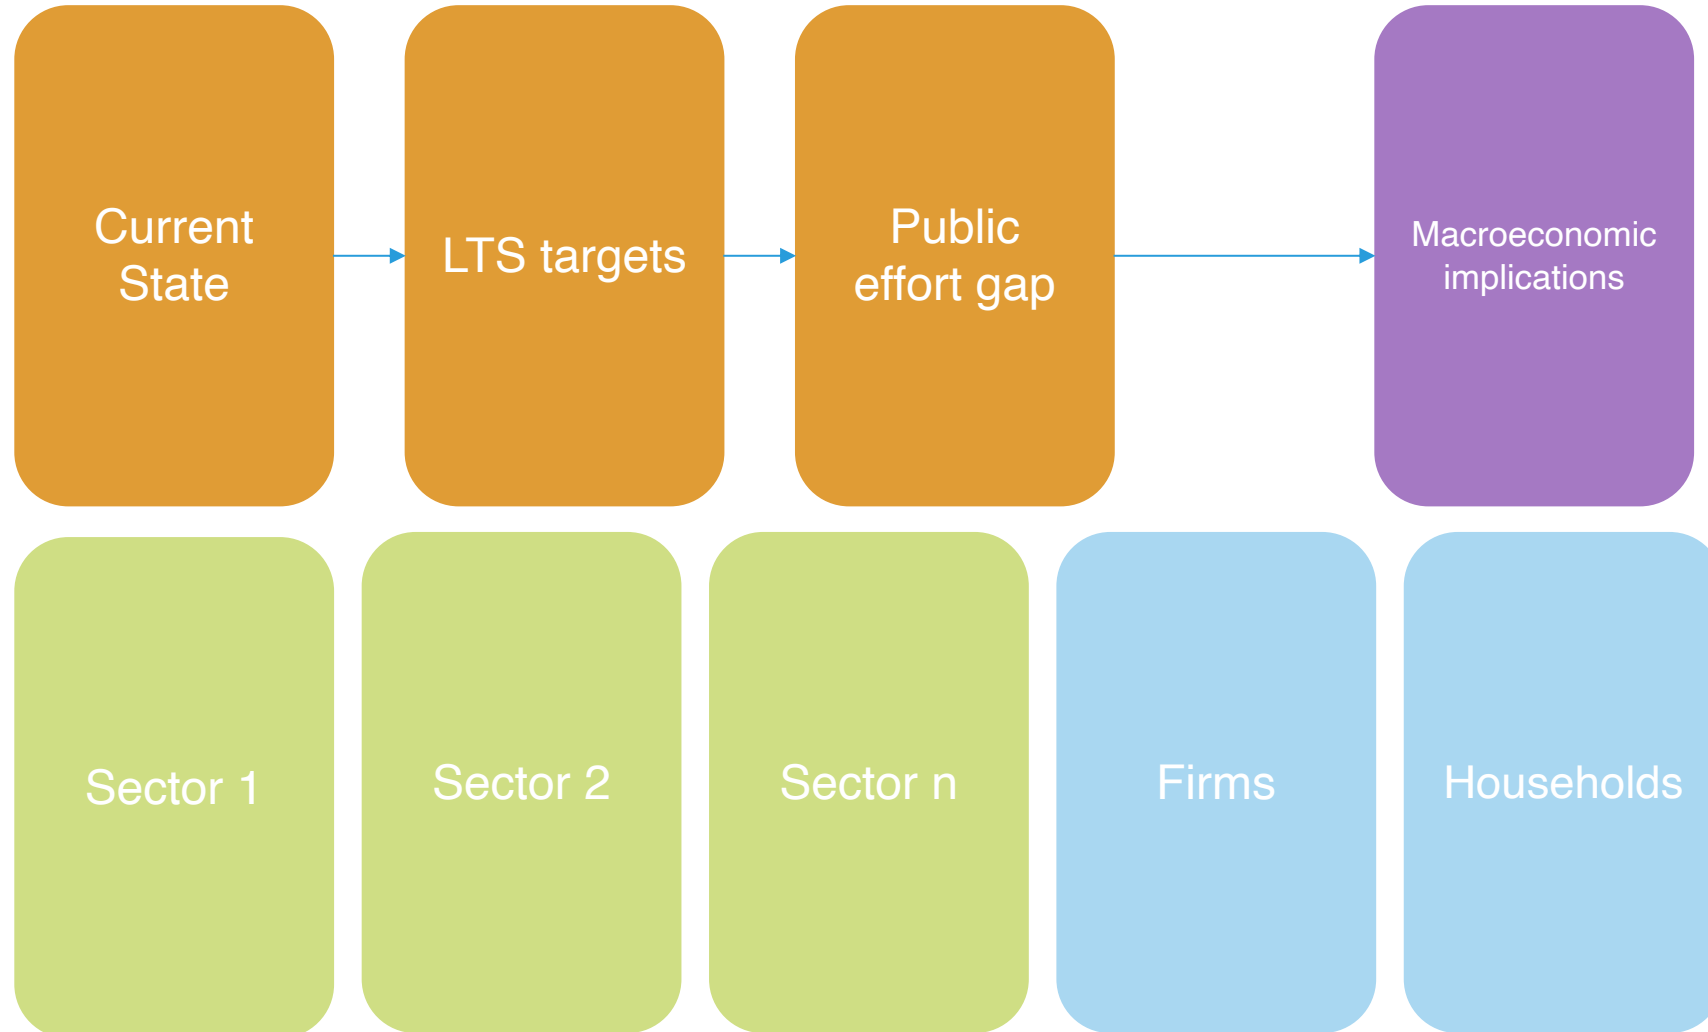 Current
State
LTS targets
Public
effort gap
Macroeconomic
implications
Sector 1
Sector 2
Sector n
Firms
Households